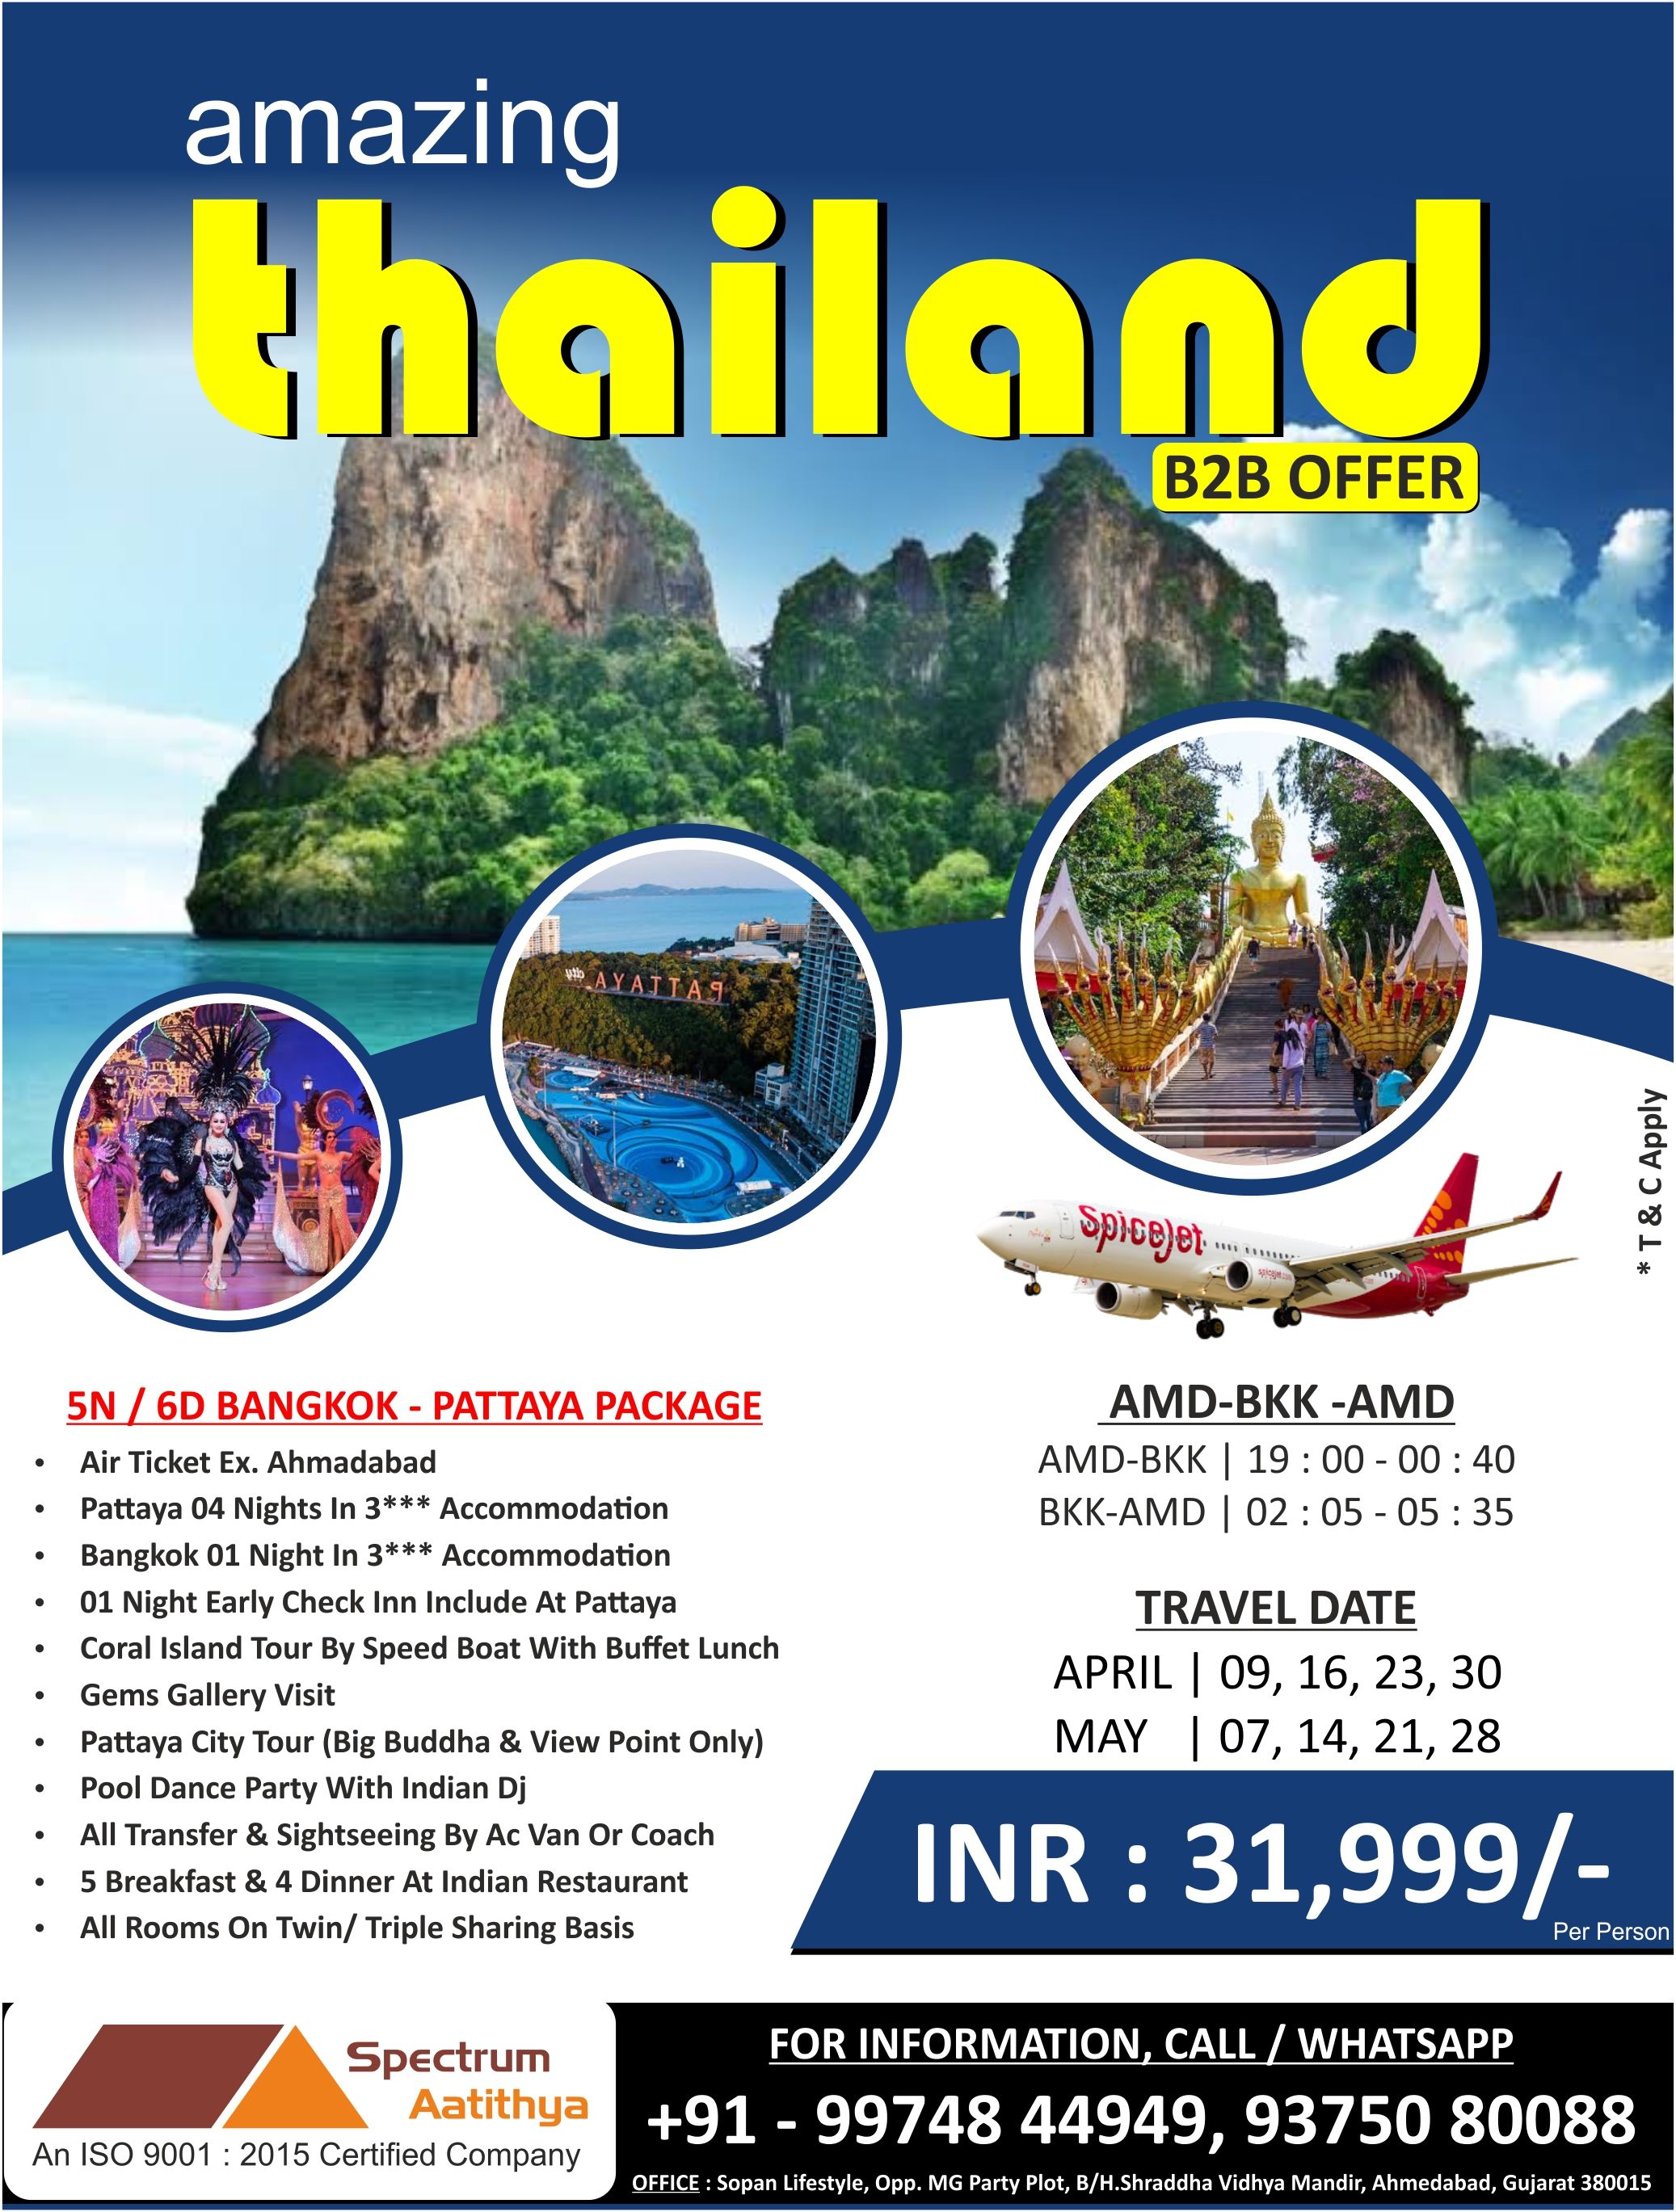 amazing
thailand
B2B OFFER
PATTAYA city
SpiceJet
spicejet.com
* T & C Apply
5N / 6D BANGKOK - PATTAYA PACKAGE
• Air Ticket Ex. Ahmadabad
• Pattaya 04 Nights In 3*** Accommodation
• Bangkok 01 Night In 3*** Accommodation
• 01 Night Early Check Inn Include At Pattaya
• Coral Island Tour By Speed Boat With Buffet Lunch
• Gems Gallery Visit
• Pattaya City Tour (Big Buddha & View Point Only)
• Pool Dance Party With Indian Dj
• All Transfer & Sightseeing By Ac Van Or Coach
• 5 Breakfast & 4 Dinner At Indian Restaurant
• All Rooms On Twin/ Triple Sharing Basis
AMD-BKK -AMD
AMD-BKK | 19 : 00 - 00 : 40
BKK-AMD | 02 : 05 - 05 : 35
TRAVEL DATE
APRIL | 09, 16, 23, 30
MAY | 07, 14, 21, 28
INR : 31,999/-
Per Person
Spectrum
Aatithya
An ISO 9001 : 2015 Certified Company
FOR INFORMATION, CALL / WHATSAPP
+91 - 99748 44949, 93750 80088
OFFICE : Sopan Lifestyle, Opp. MG Party Plot, B/H.Shraddha Vidhya Mandir, Ahmedabad, Gujarat 380015